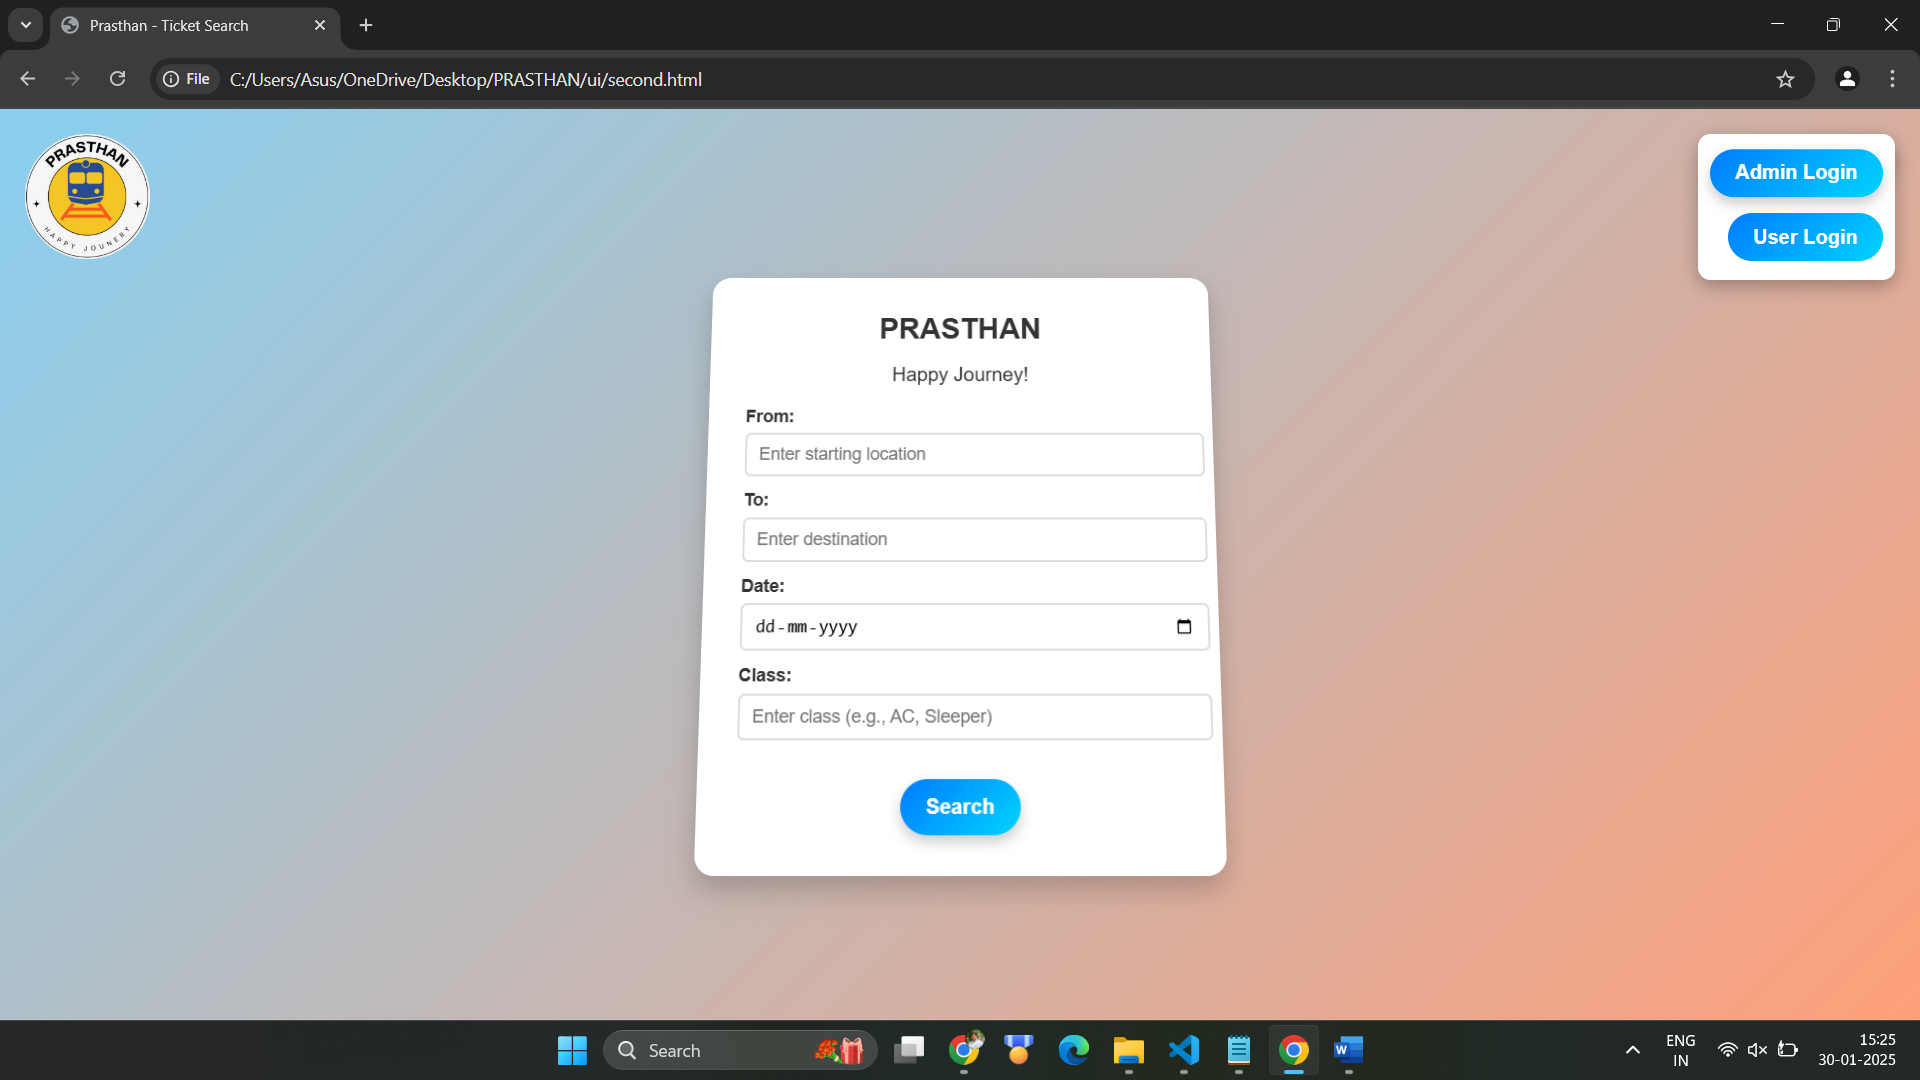 Prasthan - Ticket Search
File
C:/Users/Asus/OneDrive/Desktop/PRASTHAN/ui/second.html
PRASTHAN
HAPPY JOUNERY
Admin Login
User Login
PRASTHAN
Happy Journey!
From:
Enter starting location
To:
Enter destination
Date:
dd-mm-yyyy
Class:
Enter class (e.g., AC, Sleeper)
Search
Search
W
ENG
IN
15:25
30-01-2025